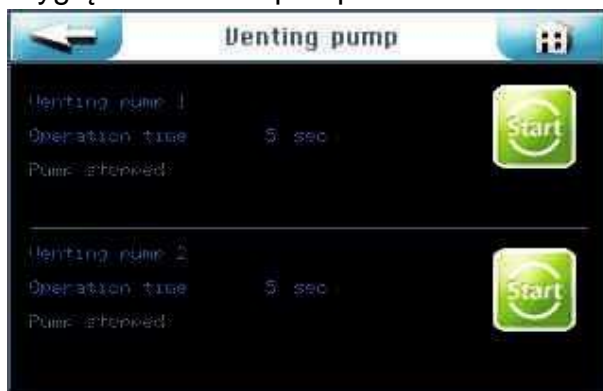 Venting pump
Venting pump 1
Start
Operation time 5 sec
Pump stopped
Venting pump 2
Start
Operation time 5 sec
Pump stopped